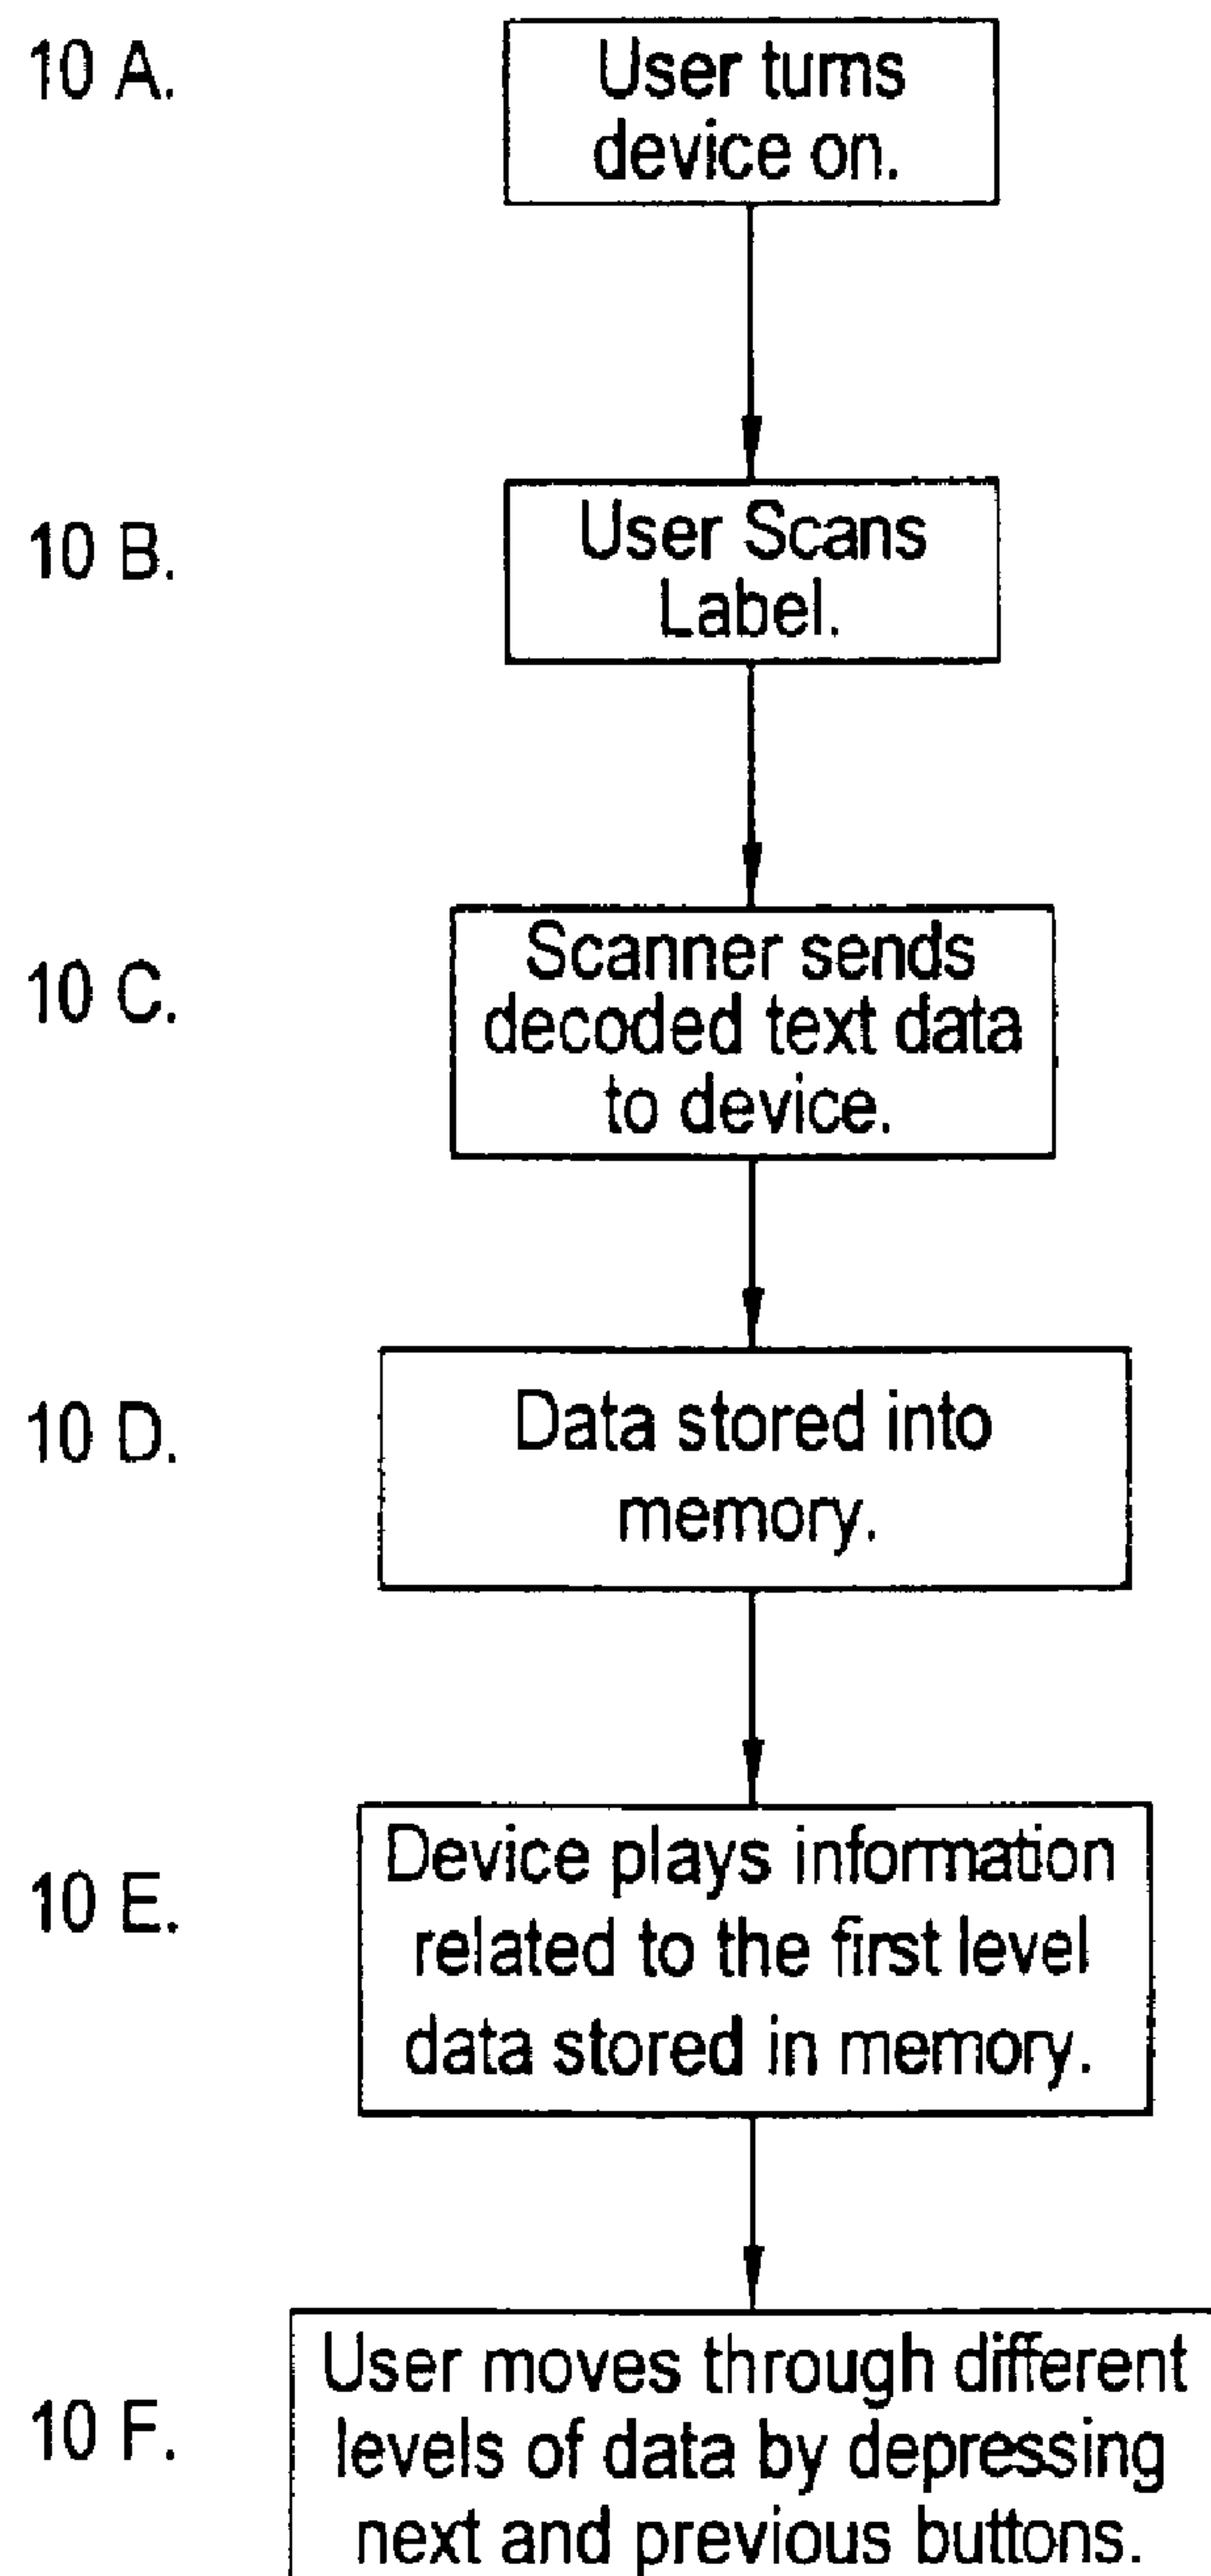 10 A.
User turns
device on.
10 B.
User Scans
Label.
10 C.
Scanner sends
decoded text data
to device.
10 D.
Data stored into
memory.
10 E.
Device plays information
related to the first level
data stored in memory.
10 F.
User moves through different
levels of data by depressing
next and previous buttons.